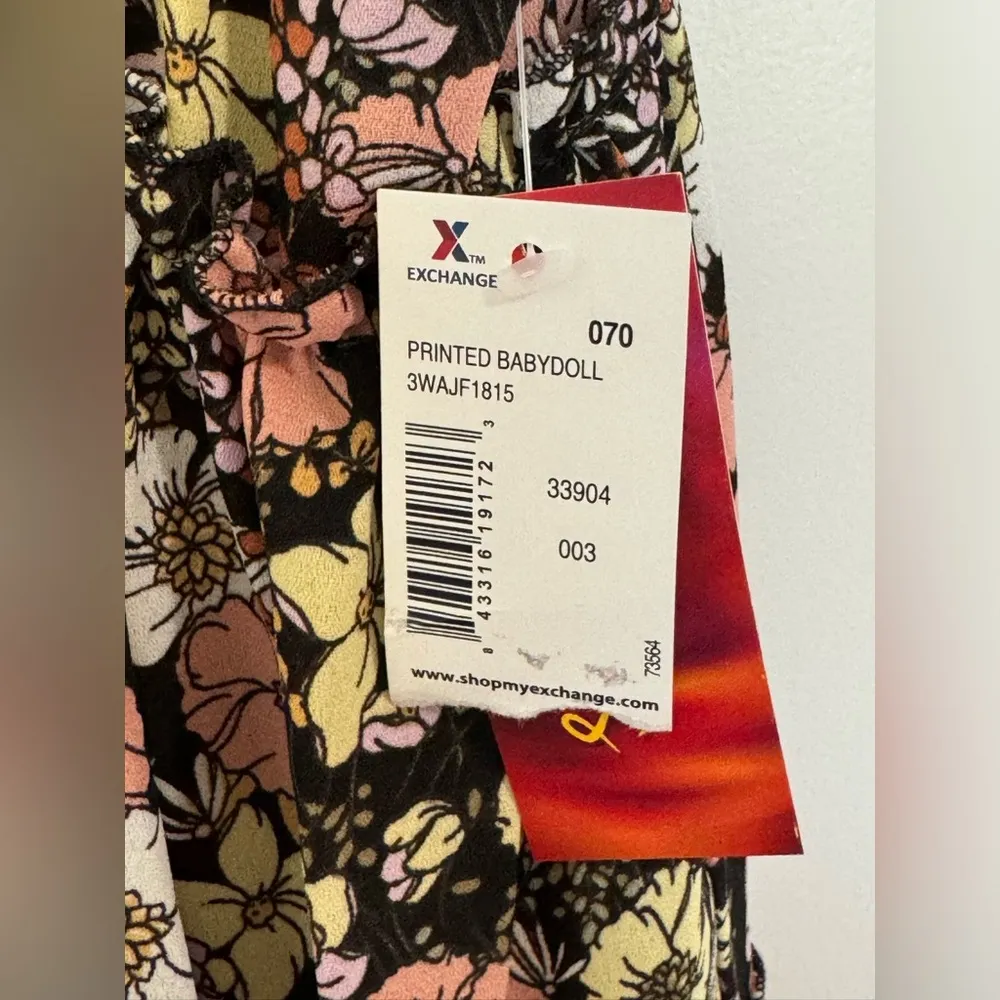 X™
EXCHANGE
070
PRINTED BABYDOLL
3WAJF1815
8 43316 19172 3
33904
003
73564
www.shopmyexchange.com